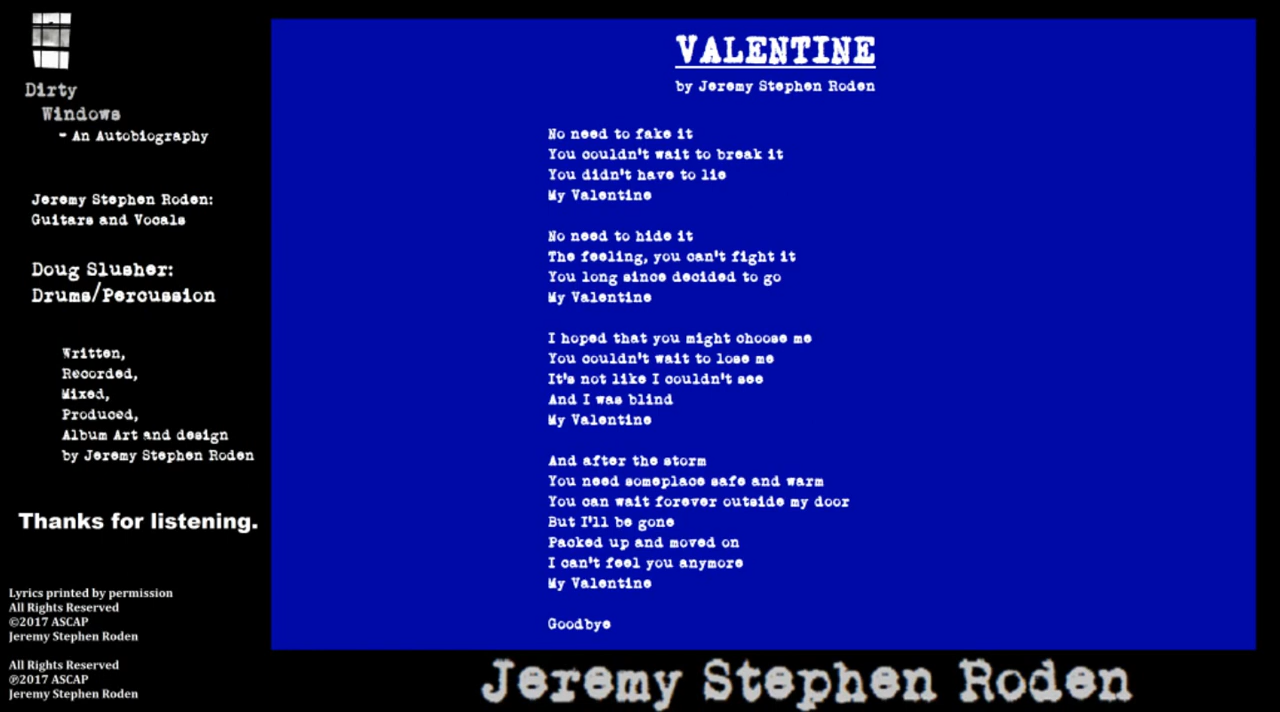 Dirty
Windows
- An Autobiography
Jeremy Stephen Roden:
Guitars and Vocals
Doug Slusher:
Drums/Percussion
Written,
Recorded,
Mixed,
Produced,
Album Art and design
by Jeremy Stephen Roden
Thanks for listening.
Lyrics printed by permission
All Rights Reserved
©2017 ASCAP
Jeremy Stephen Roden
All Rights Reserved
℗2017 ASCAP
Jeremy Stephen Roden
VALENTINE
by Jeremy Stephen Roden
No need to fake it
You couldn't wait to break it
You didn't have to lie
My Valentine
No need to hide it
The feeling, you can't fight it
You long since decided to go
My Valentine
I hoped that you might choose me
You couldn't wait to lose me
It's not like I couldn't see
And I was blind
My Valentine
And after the storm
You need someplace safe and warm
You can wait forever outside my door
But I'll be gone
Packed up and moved on
I can't feel you anymore
My Valentine
Goodbye
Jeremy Stephen Roden